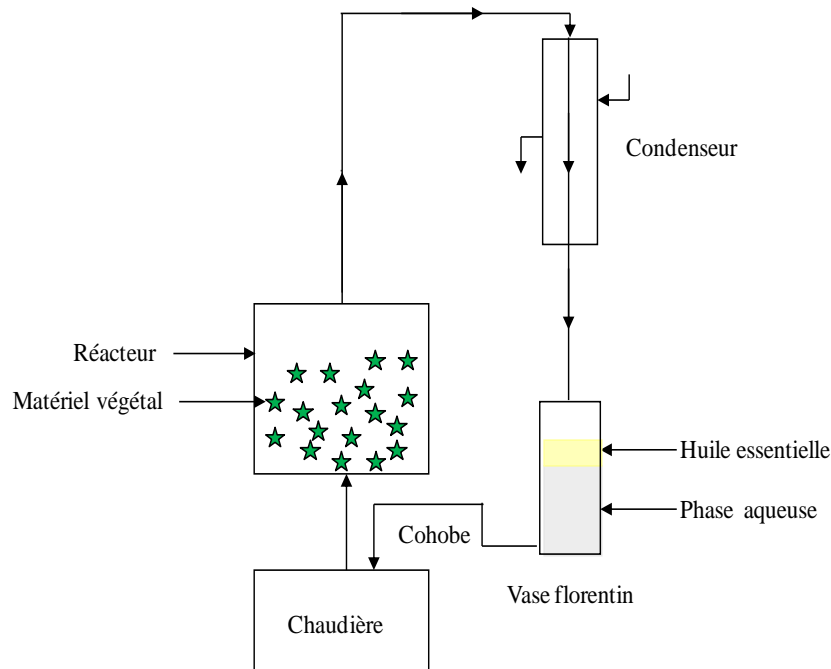 Condenseur
Réacteur
Matériel végétal
Huile essentielle
Phase aqueuse
Cohobe
Vase florentin
Chaudière